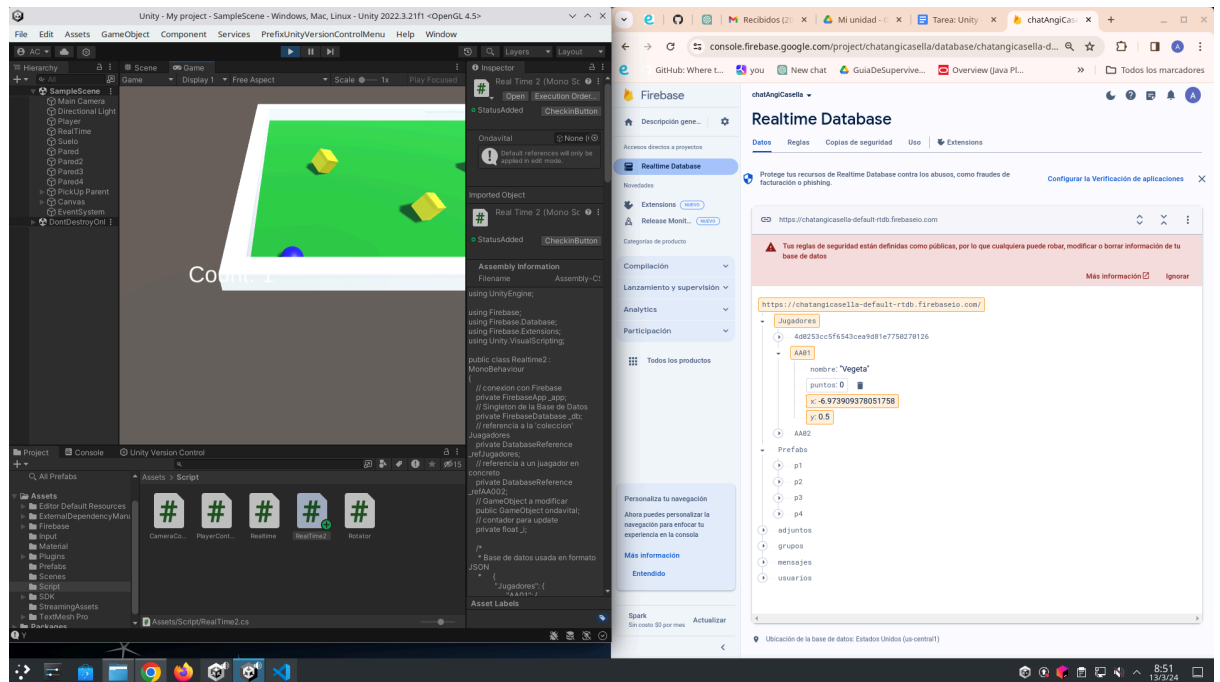 Unity - My project - SampleScene - Windows, Mac, Linux - Unity 2022.3.21f1 <OpenGL 4.5>
File Edit Assets GameObject Component Services PrefixUnityVersionControlMenu Help Window
AC
Layers Layout
Hierarchy
All
SampleScene
Main Camera
Directional Light
Player
RealTime
Suelo
Pared
Pared2
Pared3
Pared4
PickUp Parent
Canvas
EventSystem
DontDestroyOnl
Scene Game
Game Display 1 Free Aspect Scale 1x Play Focused
Count: 1
Inspector
Real Time 2 (Mono Sc
Open Execution Order...
StatusAdded CheckinButton
Ondavital None (
Default references will only be applied in edit mode.
Imported Object
Real Time 2 (Mono Sc
StatusAdded CheckinButton
Assembly Information
Filename Assembly-C
using UnityEngine;
using Firebase;
using Firebase.Database;
using Firebase.Extensions;
using Unity.VisualScripting;
public class Realtime2 :
MonoBehaviour
{
// conexion con Firebase
private FirebaseApp _app;
// Singleton de la Base de Datos
private FirebaseDatabase _db;
// referencia a la 'coleccion'
Juagadores
private DatabaseReference
_refJugadores;
// referencia a un juagador en
concreto
private DatabaseReference
_refAA002;
// GameObject a modificar
public GameObject ondavital;
// contador para update
private float _i;
/*
* Base de datos usada en formato
JSON
* {
"Jugadores": {
"AA01": {
Asset Labels
Project Console Unity Version Control
15
All Prefabs
Assets
Editor Default Resources
ExternalDependencyMan
Firebase
Input
Material
Plugins
Prefabs
Scenes
Script
SDK
StreamingAssets
TextMesh Pro
Packages
Assets > Script
CameraCo... PlayerCont... Realtime RealTime2 Rotator
Assets/Script/RealTime2.cs
Y
Recibidos (2 Mi unidad - Tarea: Unity chatAngiCas
console.firebase.google.com/project/chatangicasella/database/chatangicasella-d...
GitHub: Where t... you New chat GuiaDeSupervive... Overview (Java Pl... » Todos los marcadores
Firebase
Descripción gene...
Accesos directos a proyectos
Realtime Database
Novedades
Extensions NUEVO
Release Monit... NUEVO
Categorías de producto
Compilación
Lanzamiento y supervisión
Analytics
Participación
Todos los productos
Personaliza tu navegación
Ahora puedes personalizar la
navegación para enfocar tu
experiencia en la consola
Más información
Entendido
Spark
Sin costo $0 por mes
Actualizar
chatAngiCasella
A
Realtime Database
Datos Reglas Copias de seguridad Uso Extensions
Protege tus recursos de Realtime Database contra los abusos, como fraudes de
facturación o phishing.
Configurar la Verificación de aplicaciones
https://chatangicasella-default-rtdb.firebaseio.com
Tus reglas de seguridad están definidas como públicas, por lo que cualquiera puede robar, modificar o borrar información de tu
base de datos
Más información Ignorar
https://chatangicasella-default-rtdb.firebaseio.com/
Jugadores
4d0253cc5f6543cea9d81e7750270126
AA01
nombre: "Vegeta"
puntos: 0
x: -6.973909378051758
y: 0.5
AA02
Prefabs
p1
p2
p3
p4
adjuntos
grupos
mensajes
usuarios
Ubicación de la base de datos: Estados Unidos (us-central1)
8:51
13/3/24